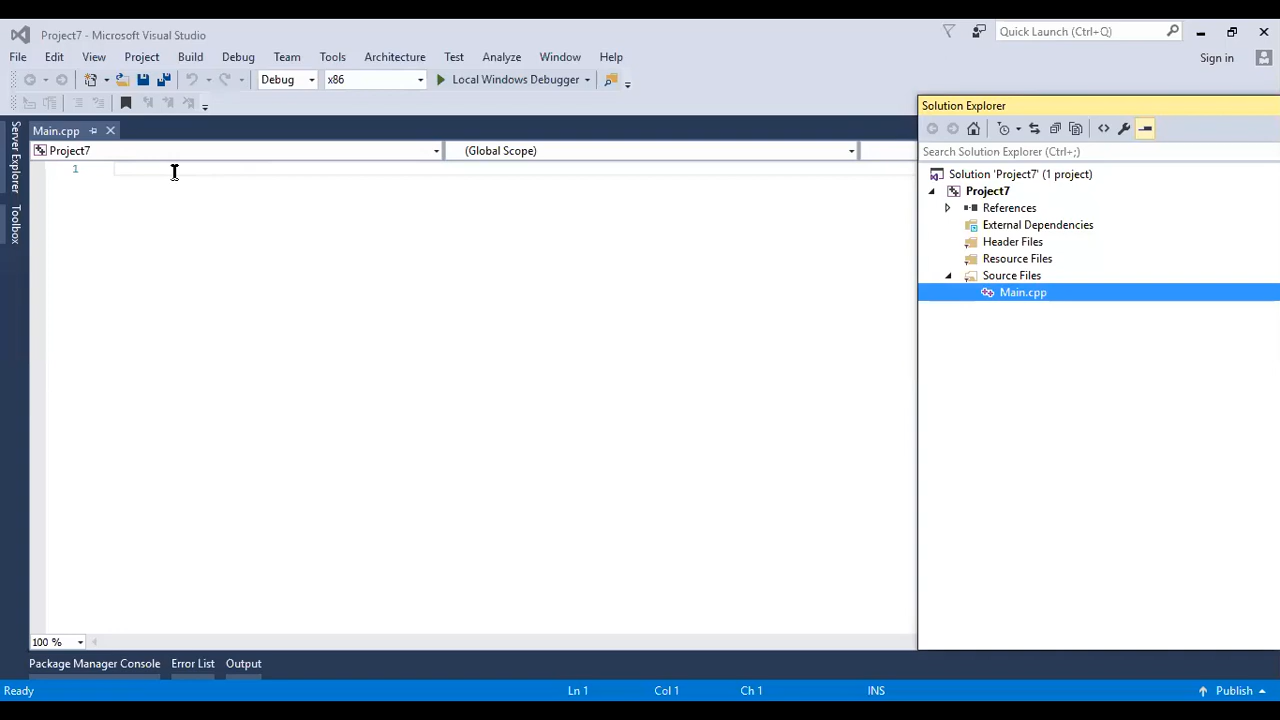 Project7 - Microsoft Visual Studio
Quick Launch (Ctrl+Q)
File Edit View Project Build Debug Team Tools Architecture Test Analyze Window Help
Sign in
Debug x86 Local Windows Debugger
Server Explorer
Toolbox
Main.cpp
Project7 (Global Scope)
1
100 %
Solution Explorer
Search Solution Explorer (Ctrl+;)
Solution 'Project7' (1 project)
Project7
References
External Dependencies
Header Files
Resource Files
Source Files
Main.cpp
Package Manager Console Error List Output
Ready Ln 1 Col 1 Ch 1 INS Publish